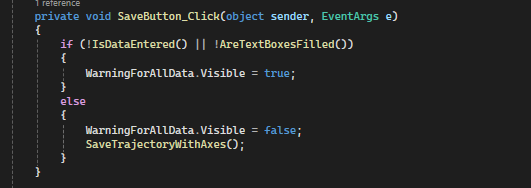 1 reference
private void SaveButton_Click(object sender, EventArgs e)
{
if (!IsDataEntered() || !AreTextBoxesFilled())
{
WarningForAllData.Visible = true;
}
else
{
WarningForAllData.Visible = false;
SaveTrajectoryWithAxes();
}
}